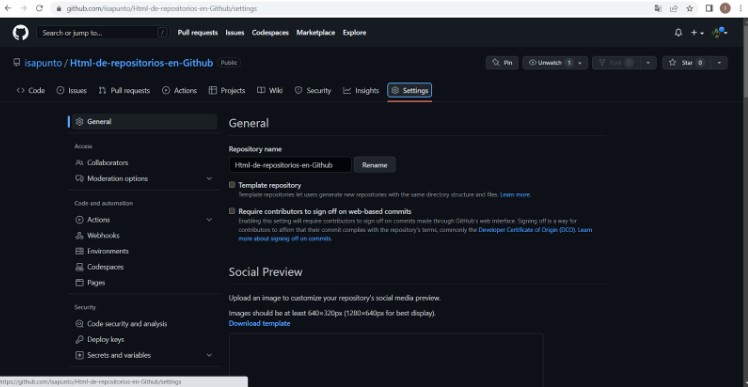 github.com/isapunto/Html-de-repositorios-en-Github/settings
Search or jump to... / Pull requests Issues Codespaces Marketplace Explore
isapunto / Html-de-repositorios-en-Github Public Pin Unwatch 1 Star 0
Code Issues Pull requests Actions Projects Wiki Security Insights Settings
General
Access
Collaborators
Moderation options
Code and automation
Actions
Webhooks
Environments
Codespaces
Pages
Security
Code security and analysis
Deploy keys
Secrets and variables
General
Repository name
Html-de-repositorios-en-Github Rename
Template repository
Template repositories let users generate new repositories with the same directory structure and files. Learn more.
Require contributors to sign off on web-based commits
Enabling this setting will require contributors to sign off on commits made through GitHub's web interface. Signing off is a way for
contributors to affirm that their commit complies with the repository's terms, commonly the Developer Certificate of Origin (DCO). Learn
more about signing off on commits.
Social Preview
Upload an image to customize your repository's social media preview.
Images should be at least 640×320px (1280×640px for best display).
Download template
https://github.com/isapunto/Html-de-repositorios-en-Github/settings